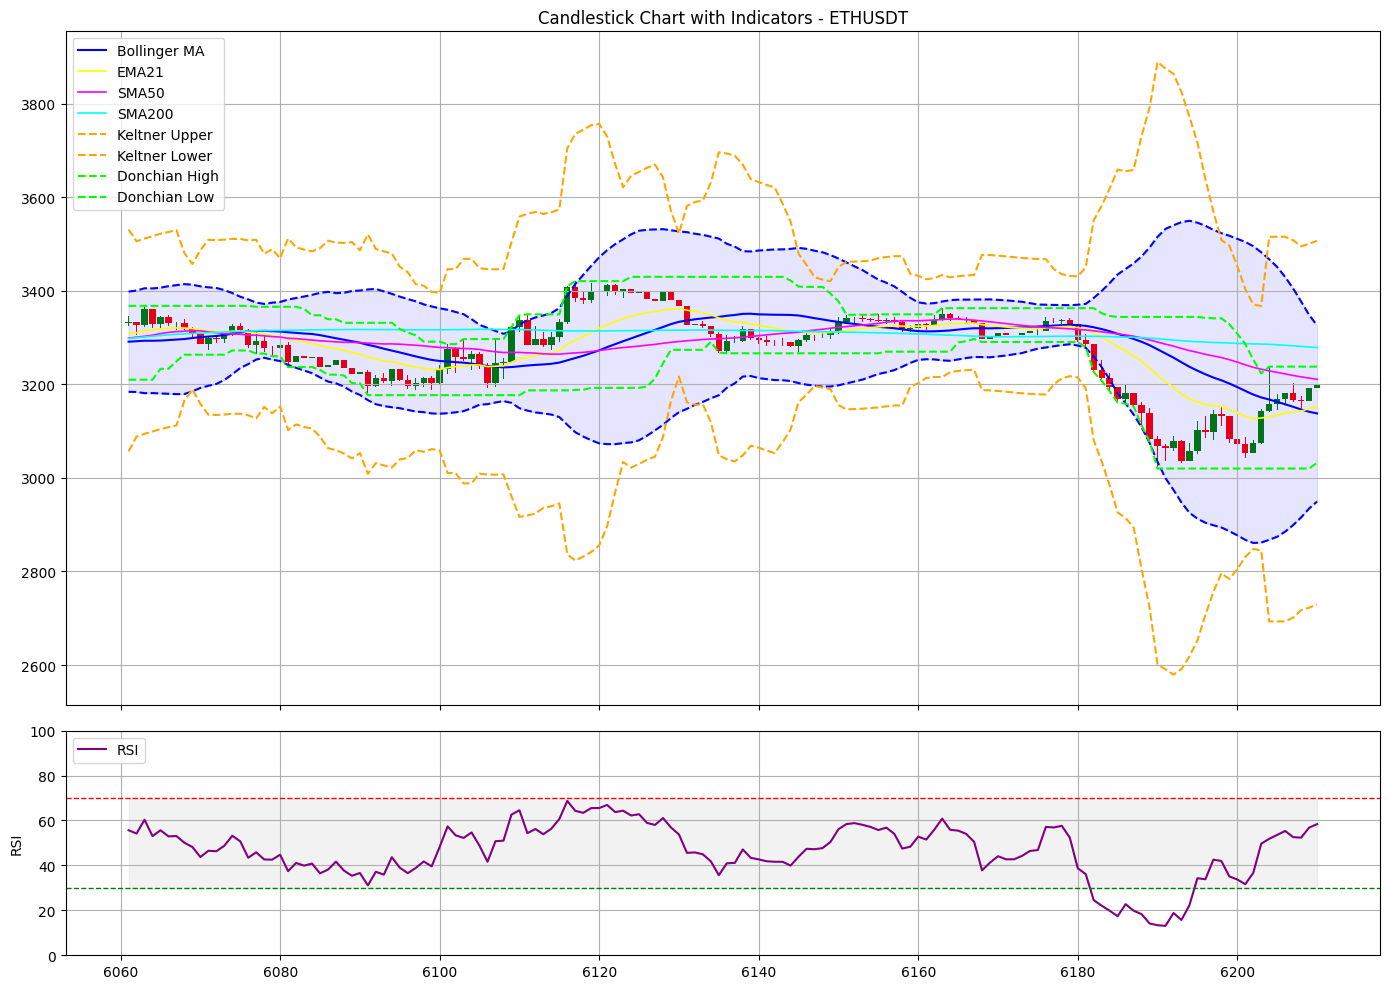 Candlestick Chart with Indicators - ETHUSDT
Bollinger MA
EMA21
SMA50
SMA200
Keltner Upper
Keltner Lower
Donchian High
Donchian Low
3800
3600
3400
3200
3000
2800
2600
RSI
100
80
60
40
20
0
RSI
6060
6080
6100
6120
6140
6160
6180
6200